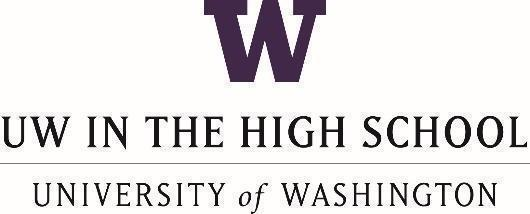 W
UW IN THE HIGH SCHOOL
UNIVERSITY of WASHINGTON